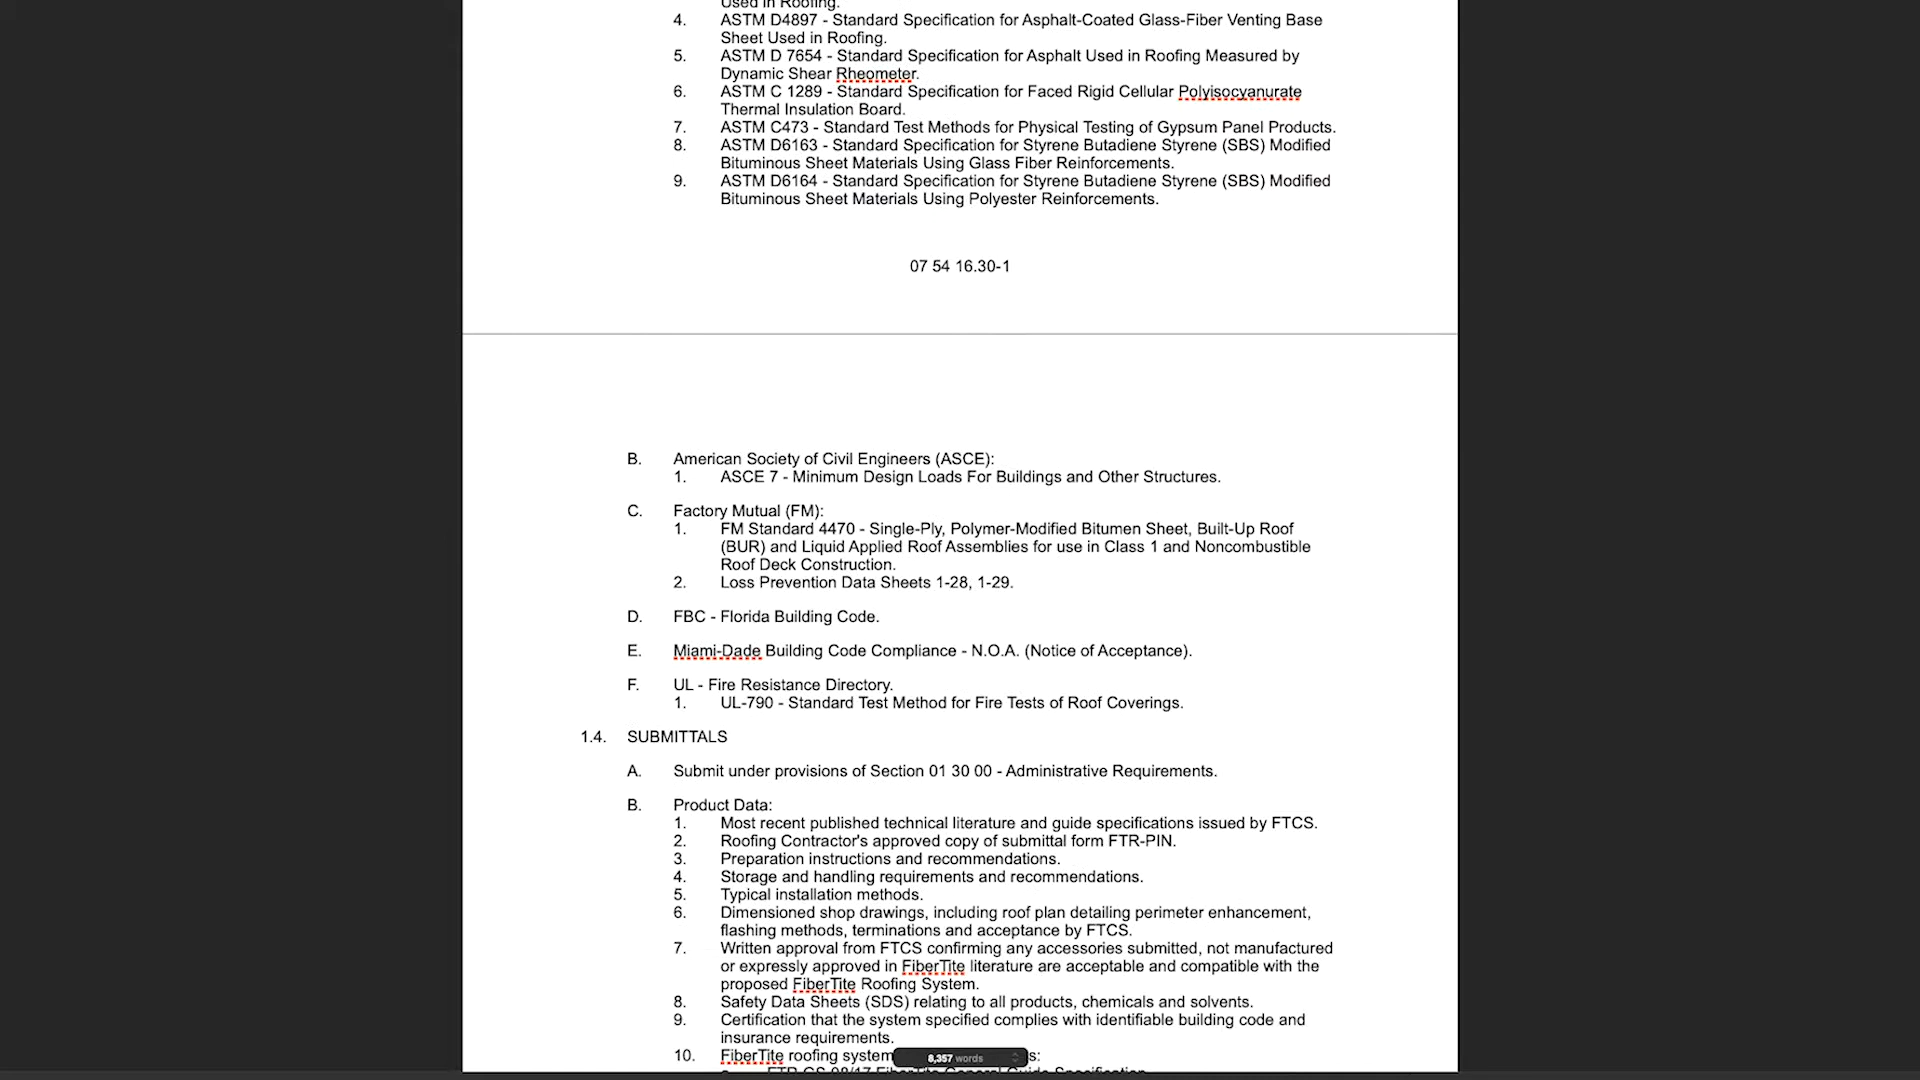 Used in Roofing.
4. ASTM D4897 - Standard Specification for Asphalt-Coated Glass-Fiber Venting Base
Sheet Used in Roofing.
5. ASTM D 7654 - Standard Specification for Asphalt Used in Roofing Measured by
Dynamic Shear Rheometer.
6. ASTM C 1289 - Standard Specification for Faced Rigid Cellular Polyisocyanurate
Thermal Insulation Board.
7. ASTM C473 - Standard Test Methods for Physical Testing of Gypsum Panel Products.
8. ASTM D6163 - Standard Specification for Styrene Butadiene Styrene (SBS) Modified
Bituminous Sheet Materials Using Glass Fiber Reinforcements.
9. ASTM D6164 - Standard Specification for Styrene Butadiene Styrene (SBS) Modified
Bituminous Sheet Materials Using Polyester Reinforcements.
07 54 16.30-1
B. American Society of Civil Engineers (ASCE):
1. ASCE 7 - Minimum Design Loads For Buildings and Other Structures.
C. Factory Mutual (FM):
1. FM Standard 4470 - Single-Ply, Polymer-Modified Bitumen Sheet, Built-Up Roof
(BUR) and Liquid Applied Roof Assemblies for use in Class 1 and Noncombustible
Roof Deck Construction.
2. Loss Prevention Data Sheets 1-28, 1-29.
D. FBC - Florida Building Code.
E. Miami-Dade Building Code Compliance - N.O.A. (Notice of Acceptance).
F. UL - Fire Resistance Directory.
1. UL-790 - Standard Test Method for Fire Tests of Roof Coverings.
1.4. SUBMITTALS
A. Submit under provisions of Section 01 30 00 - Administrative Requirements.
B. Product Data:
1. Most recent published technical literature and guide specifications issued by FTCS.
2. Roofing Contractor's approved copy of submittal form FTR-PIN.
3. Preparation instructions and recommendations.
4. Storage and handling requirements and recommendations.
5. Typical installation methods.
6. Dimensioned shop drawings, including roof plan detailing perimeter enhancement,
flashing methods, terminations and acceptance by FTCS.
7. Written approval from FTCS confirming any accessories submitted, not manufactured
or expressly approved in FiberTite literature are acceptable and compatible with the
proposed FiberTite Roofing System.
8. Safety Data Sheets (SDS) relating to all products, chemicals and solvents.
9. Certification that the system specified complies with identifiable building code and
insurance requirements.
10. FiberTite roofing system s:
8,357 words
FTR-GS 08/17 FiberTite General Guide Specification